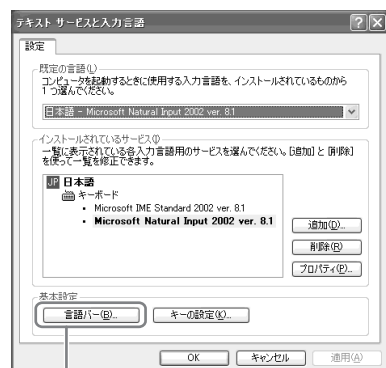 テキスト サービスと入力言語
設定
既定の言語(L)
コンピュータを起動するときに使用する入力言語を、インストールされているものから
1 つ選んでください。
日本語 - Microsoft Natural Input 2002 ver. 8.1
インストールされているサービス(I)
一覧に表示されている各入力言語用のサービスを選んでください。[追加] と [削除]
を使って一覧を修正できます。
JP 日本語
キーボード
• Microsoft IME Standard 2002 ver. 8.1
• Microsoft Natural Input 2002 ver. 8.1
追加(D)...
削除(R)
プロパティ(P)...
基本設定
言語バー(B)...
キーの設定(K)...
OK
キャンセル
適用(A)